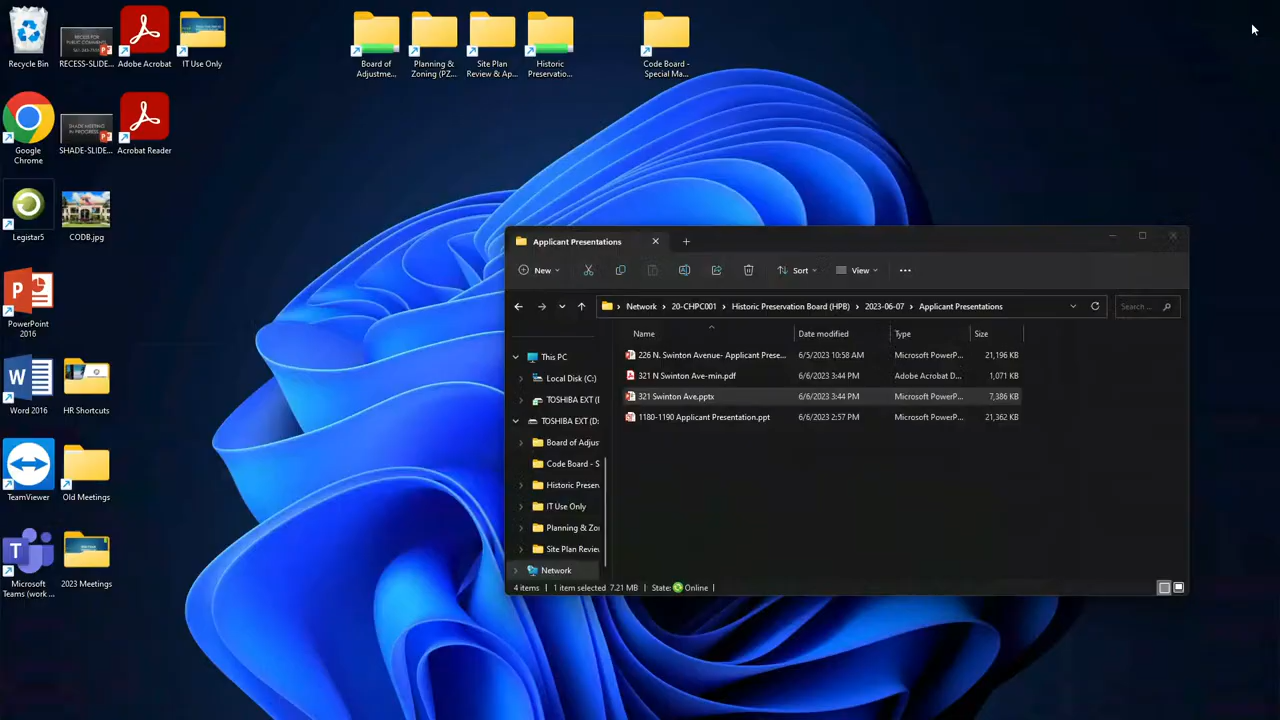 Recycle Bin
RECESS-SLIDE...
Adobe Acrobat
IT Use Only
Board of
Adjustme...
Planning &
Zoning (PZ...
Site Plan
Review & Ap...
Historic
Preservatio...
Code Board -
Special Ma...
Google
Chrome
SHADE-SLIDE...
Acrobat Reader
Legistar5
CODB.jpg
PowerPoint
2016
Word 2016
HR Shortcuts
TeamViewer
Old Meetings
Microsoft
Teams (work ...
2023 Meetings
Applicant Presentations
New
Sort
View
Network > 20-CHPC001 > Historic Preservation Board (HPB) > 2023-06-07 > Applicant Presentations
Search...
Name Date modified Type Size
226 N. Swinton Avenue- Applicant Prese... 6/5/2023 10:58 AM Microsoft PowerP... 21,196 KB
321 N Swinton Ave-min.pdf 6/6/2023 3:44 PM Adobe Acrobat D... 1,071 KB
321 Swinton Ave.pptx 6/6/2023 3:44 PM Microsoft PowerP... 7,386 KB
1180-1190 Applicant Presentation.ppt 6/6/2023 2:57 PM Microsoft PowerP... 21,362 KB
This PC
Local Disk (C:)
TOSHIBA EXT (
TOSHIBA EXT (D:
Board of Adjus
Code Board - S
Historic Preser
IT Use Only
Planning & Zo
Site Plan Revie
Network
4 items | 1 item selected 7.21 MB | State: Online |